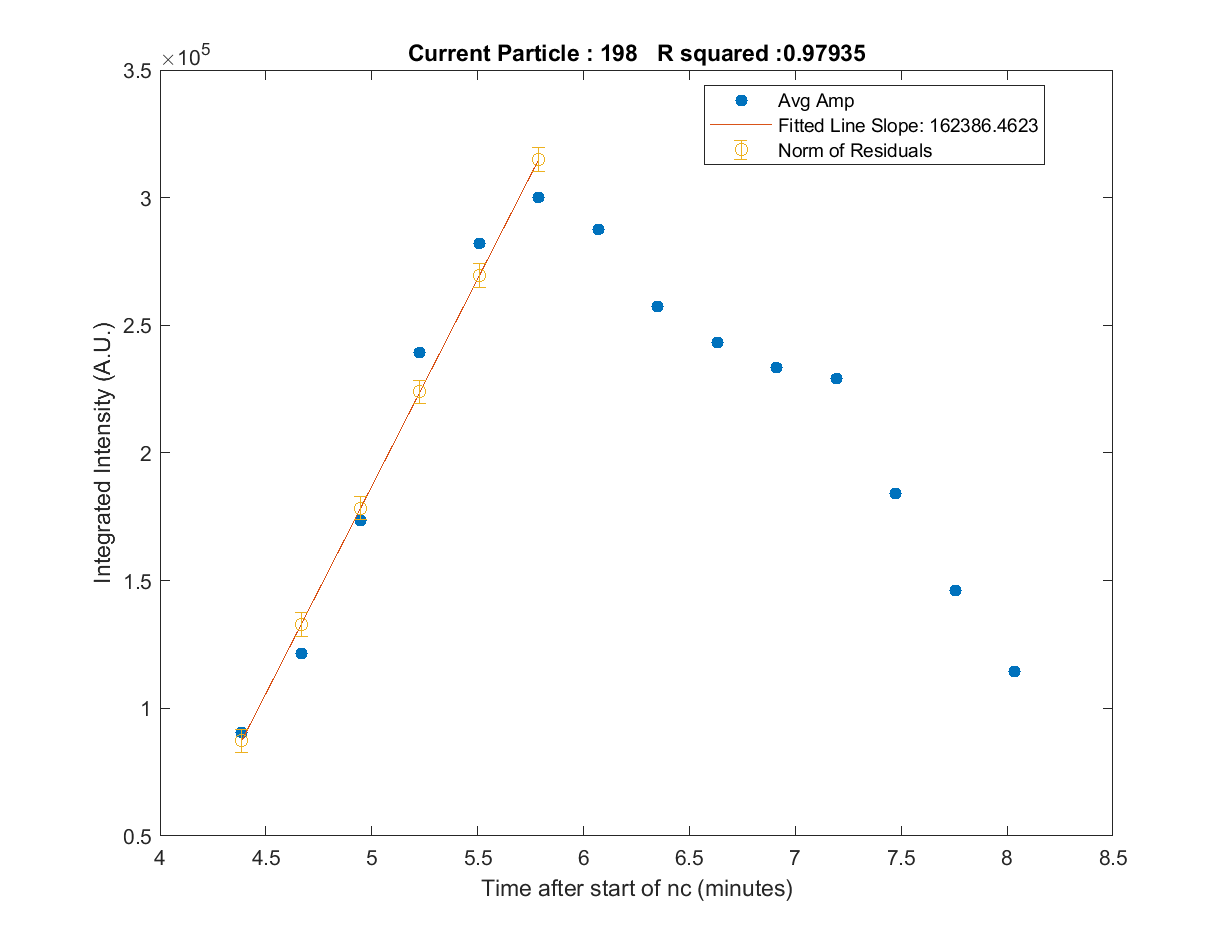 Current Particle : 198 R squared :0.97935
×10^5
Avg Amp
Fitted Line Slope: 162386.4623
Norm of Residuals
3.5
3
2.5
2
1.5
1
0.5
Integrated Intensity (A.U.)
4 4.5 5 5.5 6 6.5 7 7.5 8 8.5
Time after start of nc (minutes)